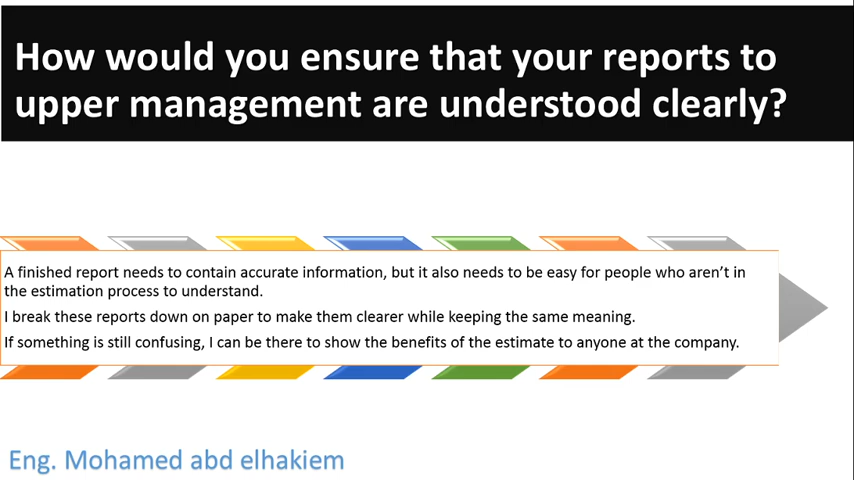 How would you ensure that your reports to
upper management are understood clearly?
A finished report needs to contain accurate information, but it also needs to be easy for people who aren't in
the estimation process to understand.
I break these reports down on paper to make them clearer while keeping the same meaning.
If something is still confusing, I can be there to show the benefits of the estimate to anyone at the company.
Eng. Mohamed abd elhakiem